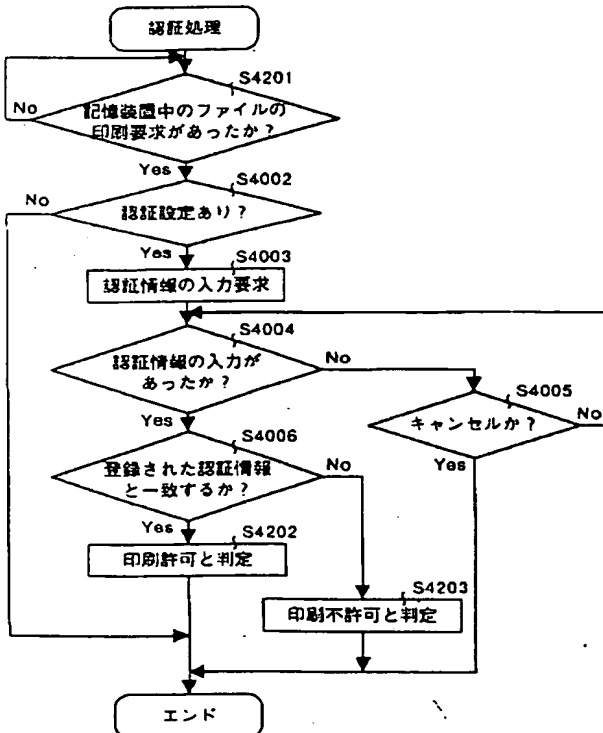 認証処理
S4201
記憶装置中のファイルの
印刷要求があったか?
No
Yes
S4002
認証設定あり?
No
Yes
S4003
認証情報の入力要求
S4004
認証情報の入力が
あったか?
No
Yes
S4005
キャンセルか?
No
Yes
S4006
登録された認証情報
と一致するか?
No
Yes
S4202
印刷許可と判定
S4203
印刷不許可と判定
エンド